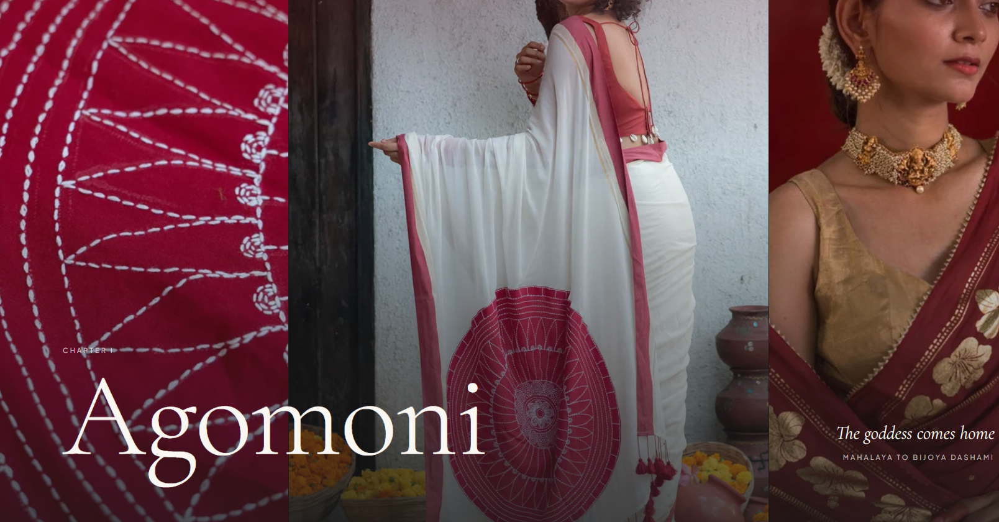 CHAPTER I
Agomoni
The goddess comes home
MAHALAYA TO BIJOYA DASHAMI